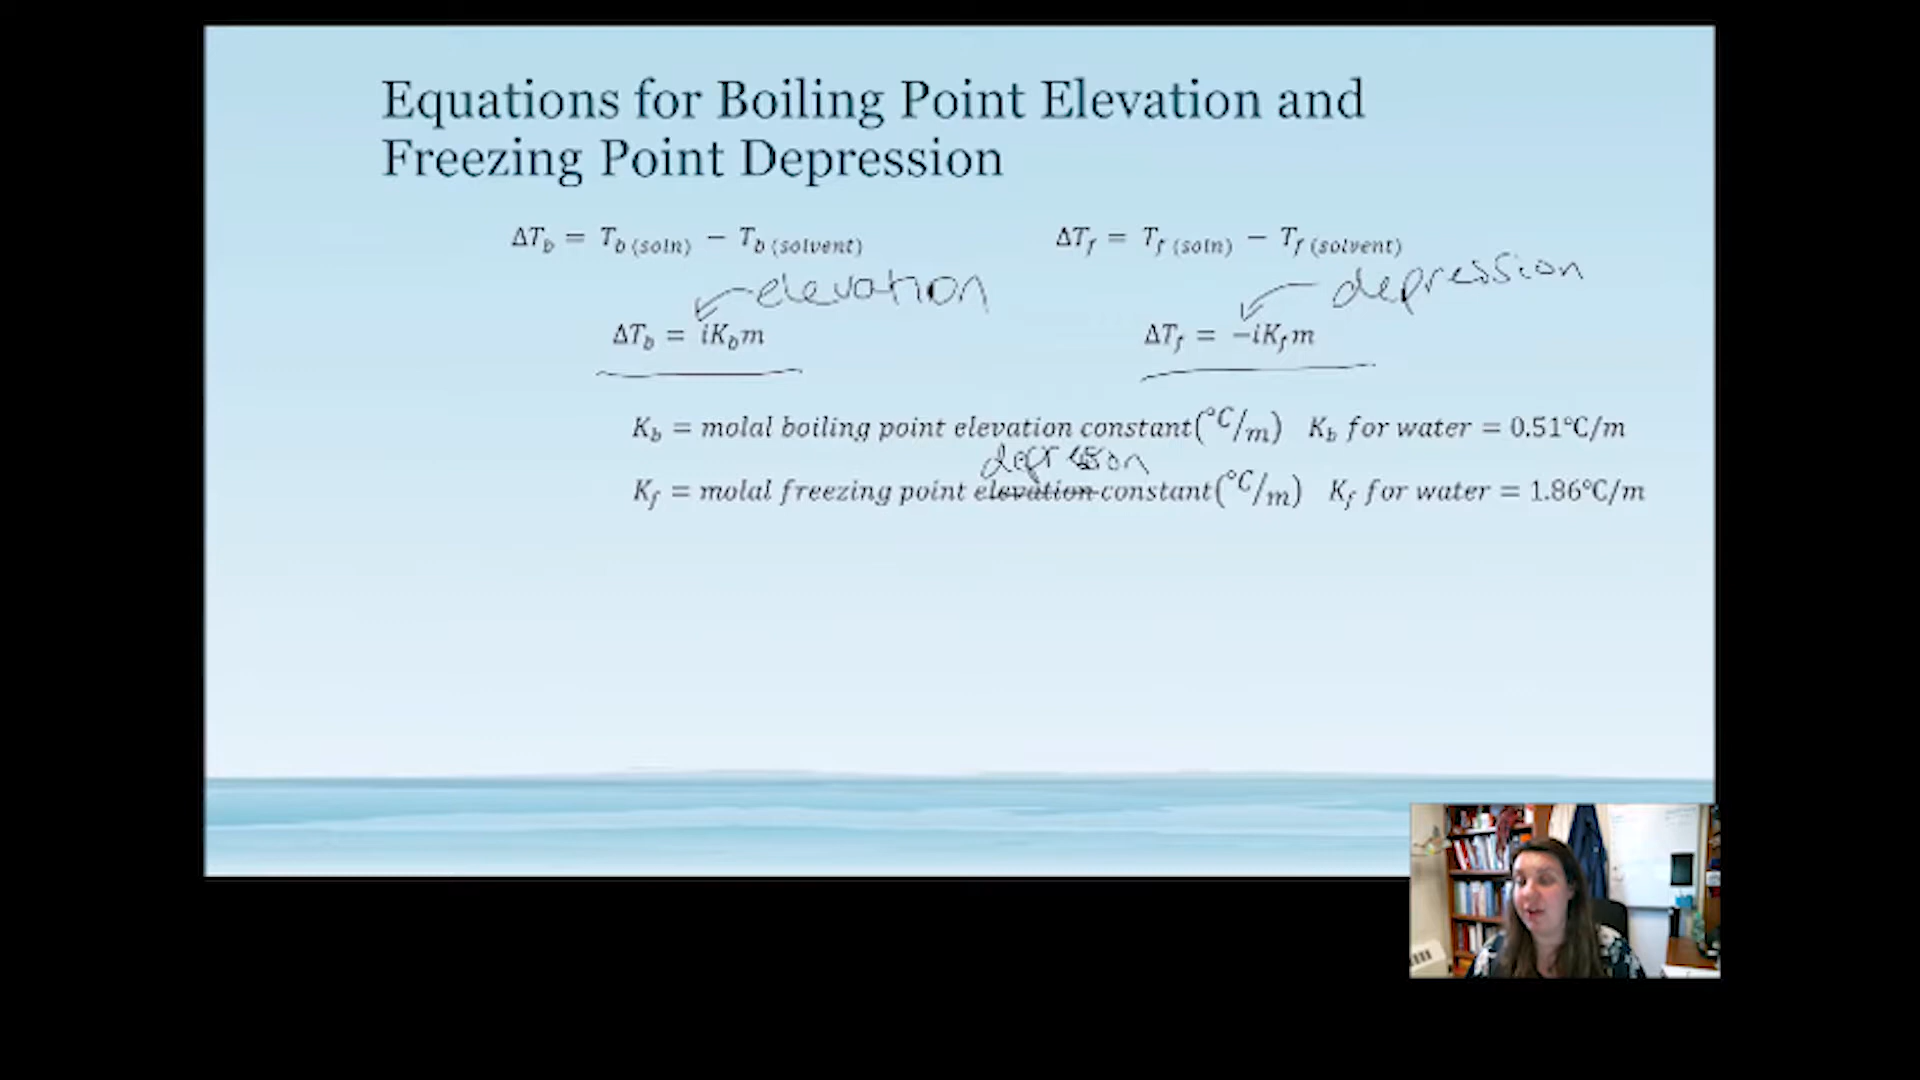 Equations for Boiling Point Elevation and
Freezing Point Depression
ΔT_b = T_b (soln) − T_b (solvent)
ΔT_f = T_f (soln) − T_f (solvent)
elevation
depression
ΔT_b = iK_bm
ΔT_f = −iK_fm
K_b = molal boiling point elevation constant(°C/m) K_b for water = 0.51°C/m
depression
K_f = molal freezing point elevation constant(°C/m) K_f for water = 1.86°C/m